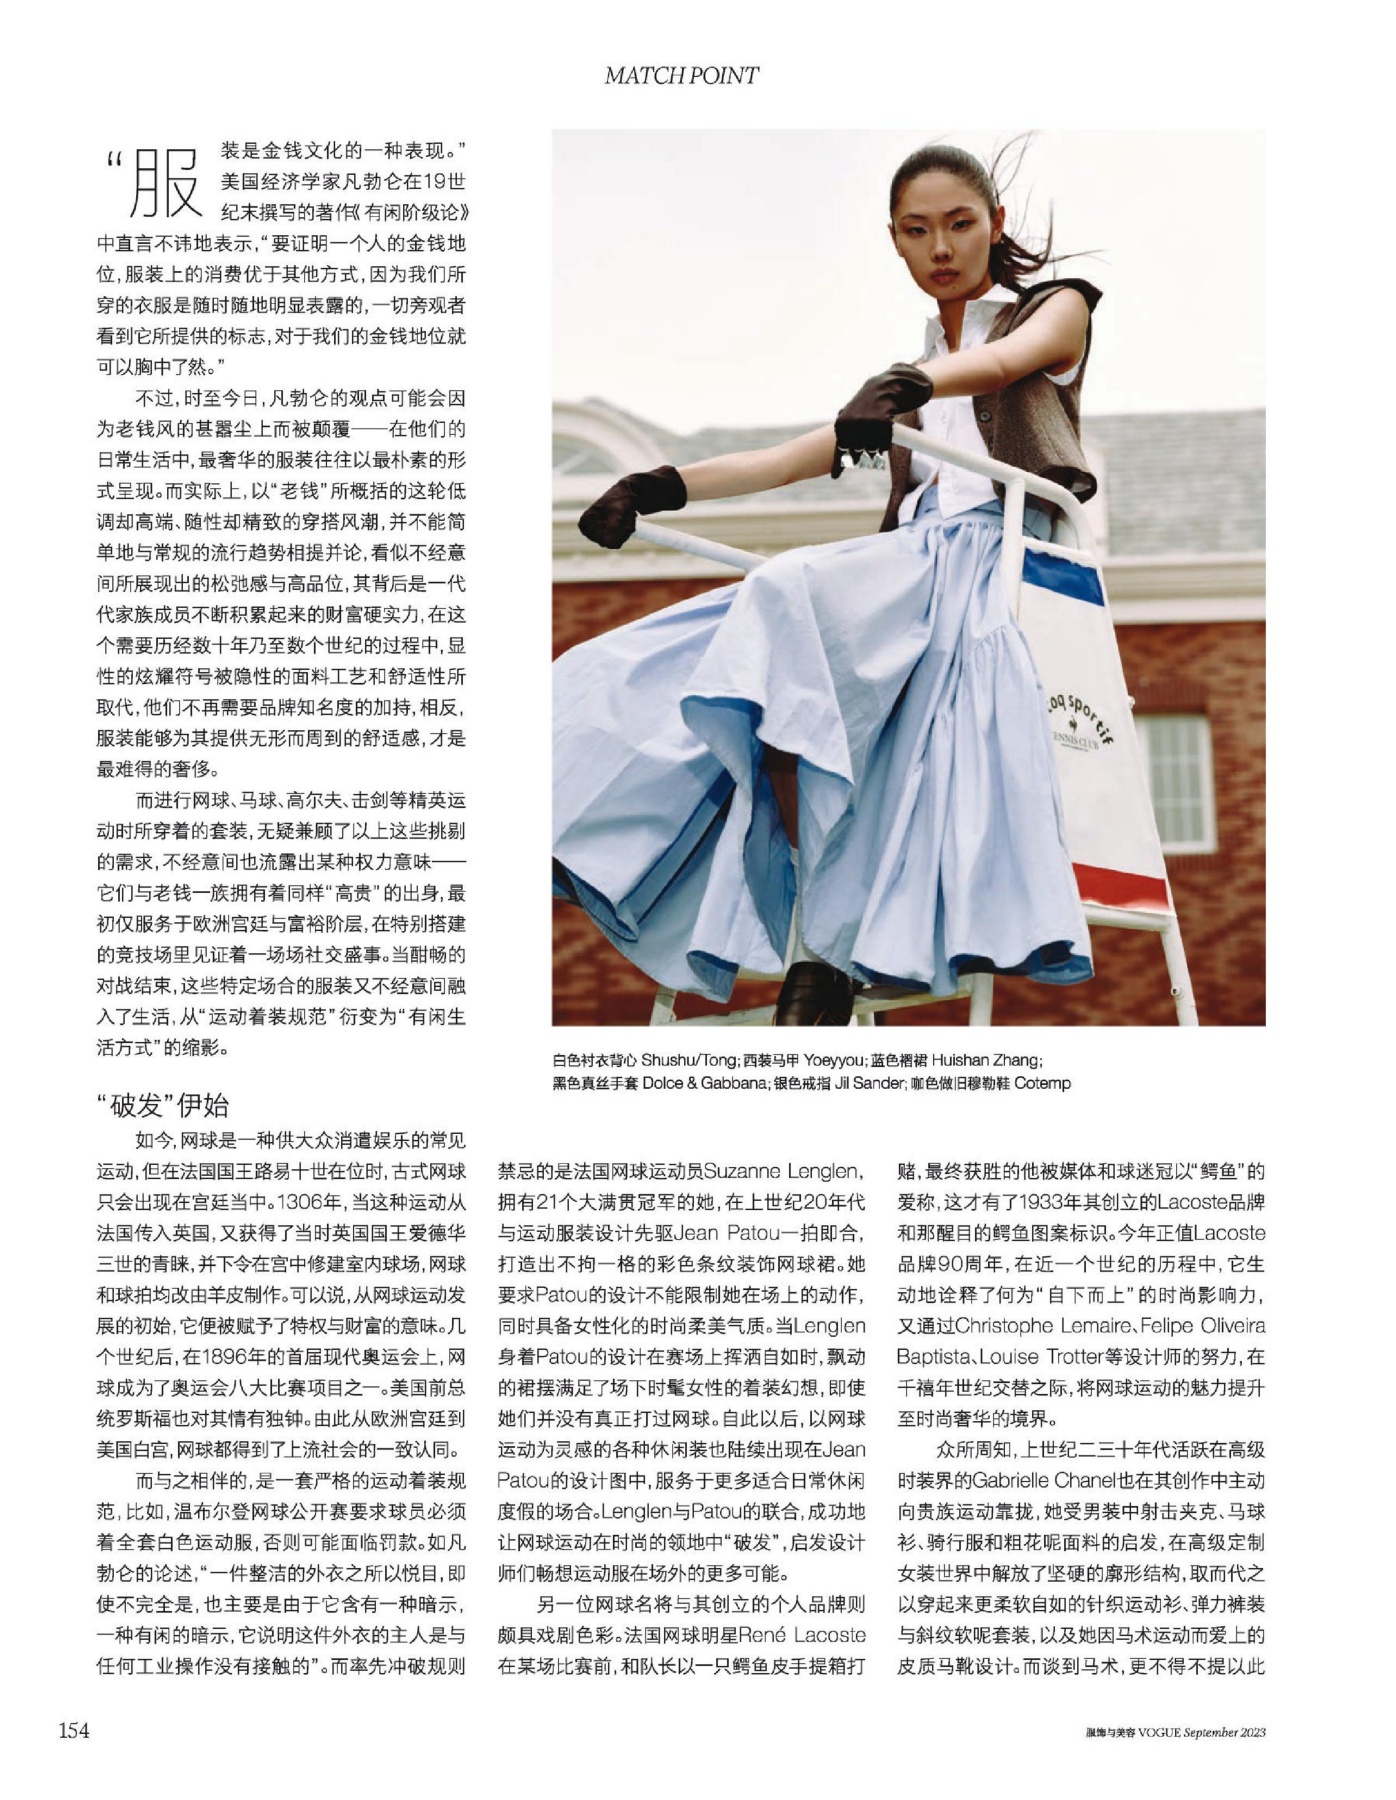 MATCH POINT
“服装是金钱文化的一种表现。”
美国经济学家凡勃仑在19世
纪末撰写的著作《有闲阶级论》
中直言不讳地表示，“要证明一个人的金钱地
位，服装上的消费优于其他方式，因为我们所
穿的衣服是随时随地明显表露的，一切旁观者
看到它所提供的标志，对于我们的金钱地位就
可以胸中了然。”
不过，时至今日，凡勃仑的观点可能会因
为老钱风的甚嚣尘上而被颠覆——在他们的
日常生活中，最奢华的服装往往以最朴素的形
式呈现。而实际上，以“老钱”所概括的这轮低
调却高端、随性却精致的穿搭风潮，并不能简
单地与常规的流行趋势相提并论，看似不经意
间所展现出的松弛感与高品位，其背后是一代
代家族成员不断积累起来的财富硬实力，在这
个需要历经数十年乃至数个世纪的过程中，显
性的炫耀符号被隐性的面料工艺和舒适性所
取代，他们不再需要品牌知名度的加持，相反，
服装能够为其提供无形而周到的舒适感，才是
最难得的奢侈。
而进行网球、马球、高尔夫、击剑等精英运
动时所穿着的套装，无疑兼顾了以上这些挑剔
的需求，不经意间也流露出某种权力意味——
它们与老钱一族拥有着同样“高贵”的出身，最
初仅服务于欧洲宫廷与富裕阶层，在特别搭建
的竞技场里见证着一场场社交盛事。当酣畅的
对战结束，这些特定场合的服装又不经意间融
入了生活，从“运动着装规范”衍变为“有闲生
活方式”的缩影。
“破发”伊始
如今，网球是一种供大众消遣娱乐的常见
运动，但在法国国王路易十世在位时，古式网球
只会出现在宫廷当中。1306年，当这种运动从
法国传入英国，又获得了当时英国国王爱德华
三世的青睐，并下令在宫中修建室内球场，网球
和球拍均改由羊皮制作。可以说，从网球运动发
展的初始，它便被赋予了特权与财富的意味。几
个世纪后，在1896年的首届现代奥运会上，网
球成为了奥运会八大比赛项目之一。美国前总
统罗斯福也对其情有独钟。由此从欧洲宫廷到
美国白宫，网球都得到了上流社会的一致认同。
而与之相伴的，是一套严格的运动着装规
范，比如，温布尔登网球公开赛要求球员必须
着全套白色运动服，否则可能面临罚款。如凡
勃仑的论述，“一件整洁的外衣之所以悦目，即
使不完全是，也主要是由于它含有一种暗示，
一种有闲的暗示，它说明这件外衣的主人是与
任何工业操作没有接触的”。而率先冲破规则
coq sportif
TENNIS CLUB
白色衬衣背心 Shushu/Tong；西装马甲 Yoeyyou；蓝色褶裙 Huishan Zhang；
黑色真丝手套 Dolce & Gabbana；银色戒指 Jil Sander；咖色做旧穆勒鞋 Cotemp
禁忌的是法国网球运动员Suzanne Lenglen，
拥有21个大满贯冠军的她，在上世纪20年代
与运动服装设计先驱Jean Patou一拍即合，
打造出不拘一格的彩色条纹装饰网球裙。她
要求Patou的设计不能限制她在场上的动作，
同时具备女性化的时尚柔美气质。当Lenglen
身着Patou的设计在赛场上挥洒自如时，飘动
的裙摆满足了场下时髦女性的着装幻想，即使
她们并没有真正打过网球。自此以后，以网球
运动为灵感的各种休闲装也陆续出现在Jean
Patou的设计图中，服务于更多适合日常休闲
度假的场合。Lenglen与Patou的联合，成功地
让网球运动在时尚的领地中“破发”，启发设计
师们畅想运动服在场外的更多可能。
另一位网球名将与其创立的个人品牌则
颇具戏剧色彩。法国网球明星René Lacoste
在某场比赛前，和队长以一只鳄鱼皮手提箱打
赌，最终获胜的他被媒体和球迷冠以“鳄鱼”的
爱称，这才有了1933年其创立的Lacoste品牌
和那醒目的鳄鱼图案标识。今年正值Lacoste
品牌90周年，在近一个世纪的历程中，它生
动地诠释了何为“自下而上”的时尚影响力，
又通过Christophe Lemaire、Felipe Oliveira
Baptista、Louise Trotter等设计师的努力，在
千禧年世纪交替之际，将网球运动的魅力提升
至时尚奢华的境界。
众所周知，上世纪二三十年代活跃在高级
时装界的Gabrielle Chanel也在其创作中主动
向贵族运动靠拢，她受男装中射击夹克、马球
衫、骑行服和粗花呢面料的启发，在高级定制
女装世界中解放了坚硬的廓形结构，取而代之
以穿起来更柔软自如的针织运动衫、弹力裤装
与斜纹软呢套装，以及她因马术运动而爱上的
皮质马靴设计。而谈到马术，更不得不提以此
154
服饰与美容 VOGUE September 2023